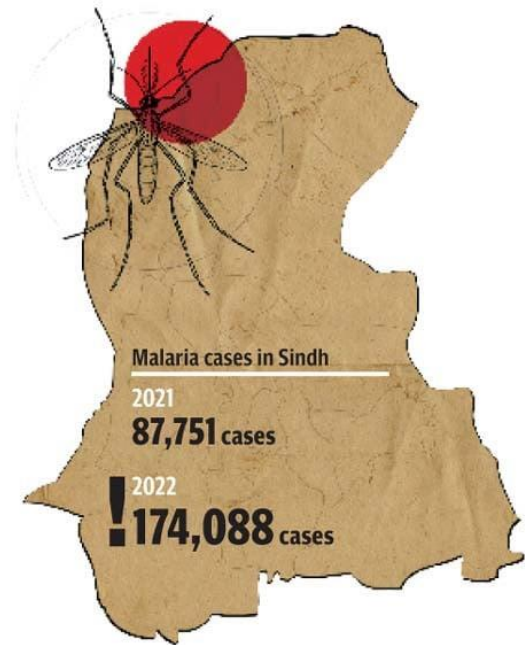 Malaria cases in Sindh
2021
87,751 cases
! 2022
174,088 cases